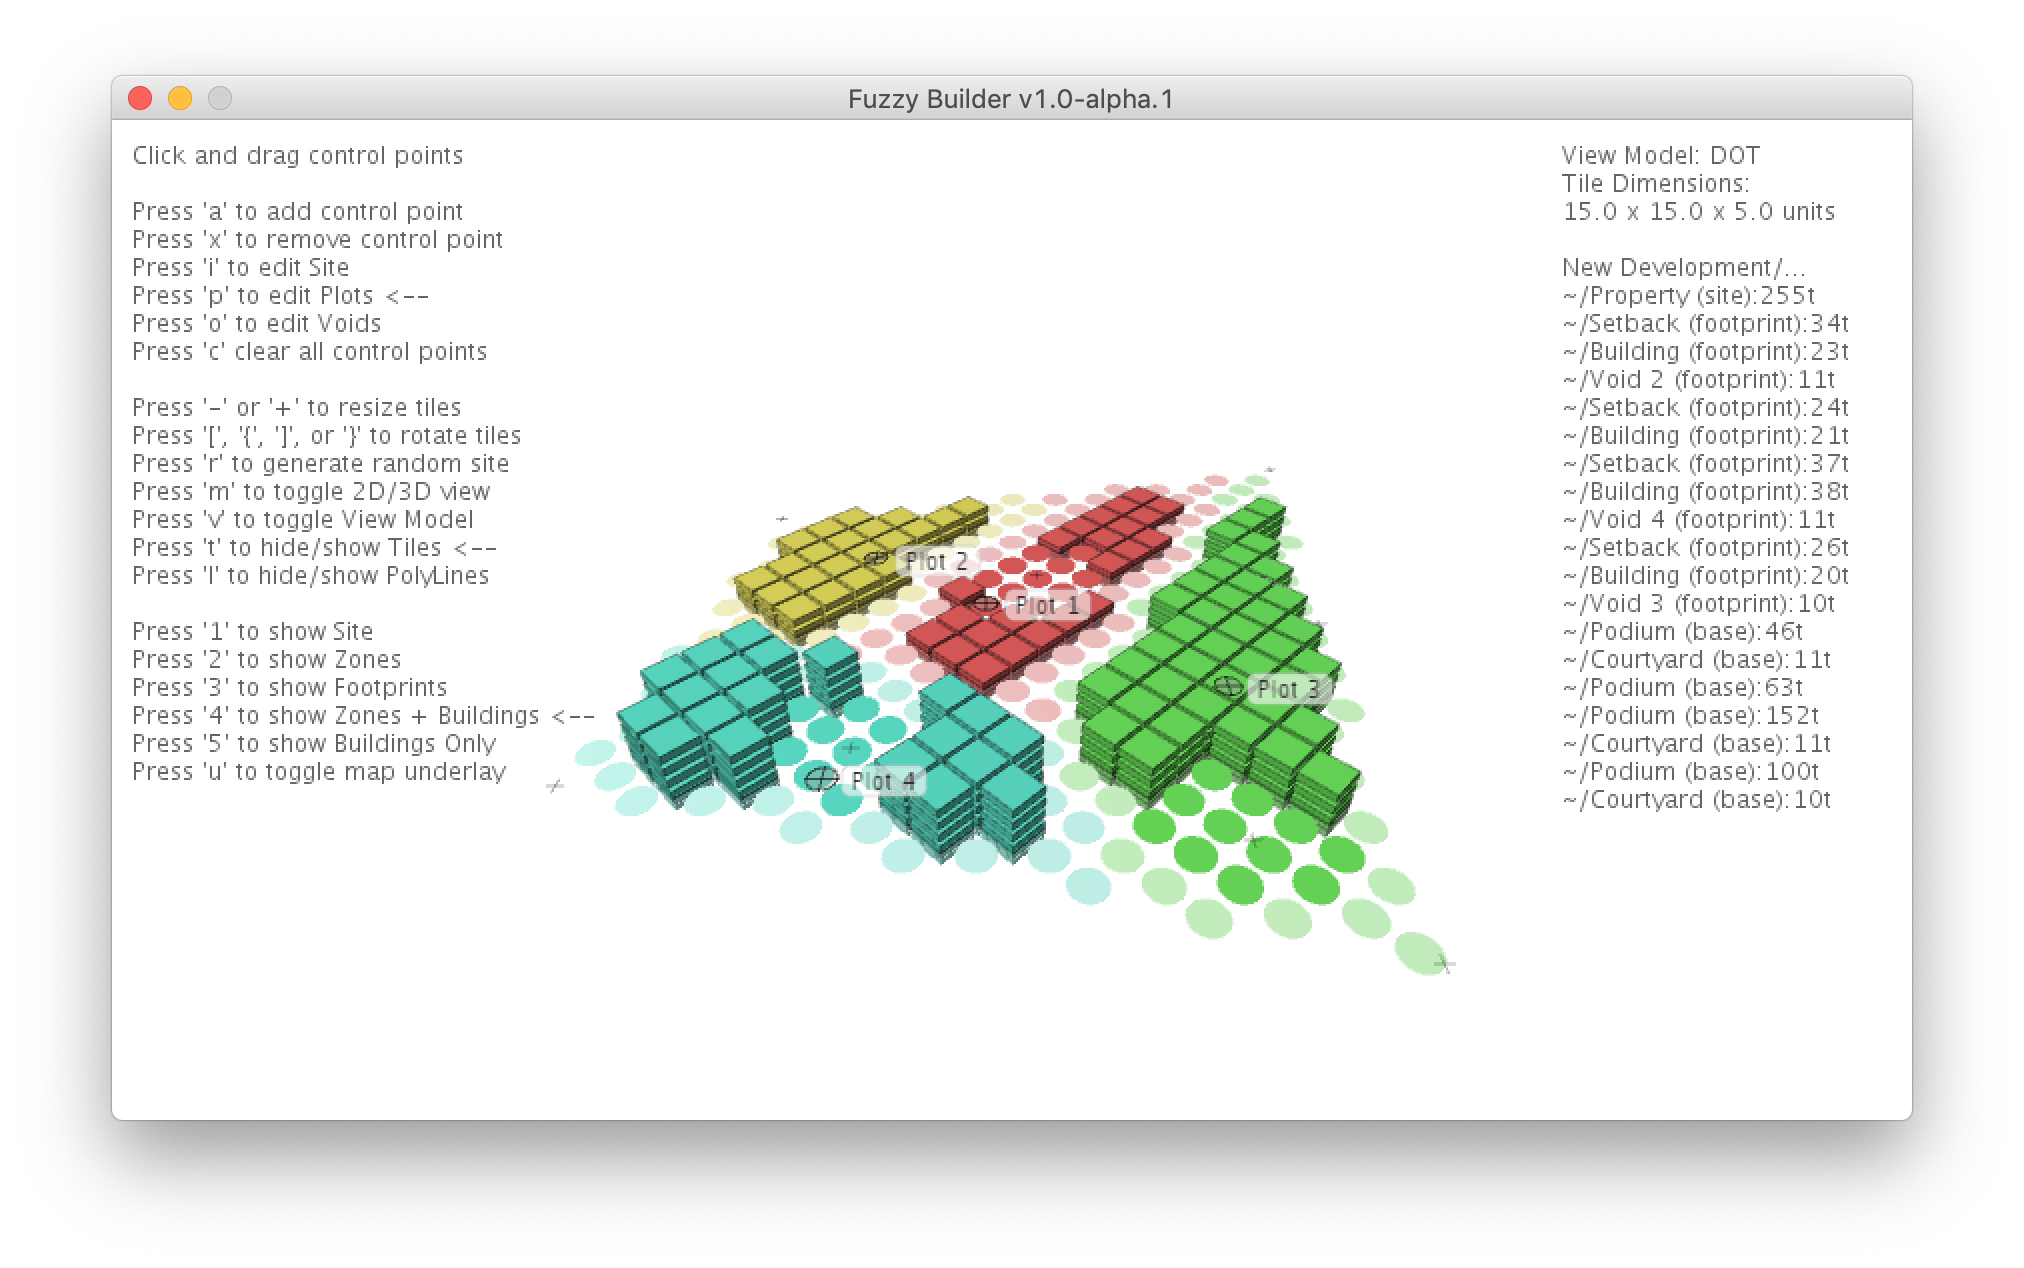 Fuzzy Builder v1.0-alpha.1
Click and drag control points
Press 'a' to add control point
Press 'x' to remove control point
Press 'i' to edit Site
Press 'p' to edit Plots <--
Press 'o' to edit Voids
Press 'c' clear all control points
Press '-' or '+' to resize tiles
Press '[', '{', ']', or '}' to rotate tiles
Press 'r' to generate random site
Press 'm' to toggle 2D/3D view
Press 'v' to toggle View Model
Press 't' to hide/show Tiles <--
Press 'l' to hide/show PolyLines
Press '1' to show Site
Press '2' to show Zones
Press '3' to show Footprints
Press '4' to show Zones + Buildings <--
Press '5' to show Buildings Only
Press 'u' to toggle map underlay
Plot 2
Plot 1
Plot 3
Plot 4
View Model: DOT
Tile Dimensions:
15.0 x 15.0 x 5.0 units
New Development/...
~/Property (site):255t
~/Setback (footprint):34t
~/Building (footprint):23t
~/Void 2 (footprint):11t
~/Setback (footprint):24t
~/Building (footprint):21t
~/Setback (footprint):37t
~/Building (footprint):38t
~/Void 4 (footprint):11t
~/Setback (footprint):26t
~/Building (footprint):20t
~/Void 3 (footprint):10t
~/Podium (base):46t
~/Courtyard (base):11t
~/Podium (base):63t
~/Podium (base):152t
~/Courtyard (base):11t
~/Podium (base):100t
~/Courtyard (base):10t